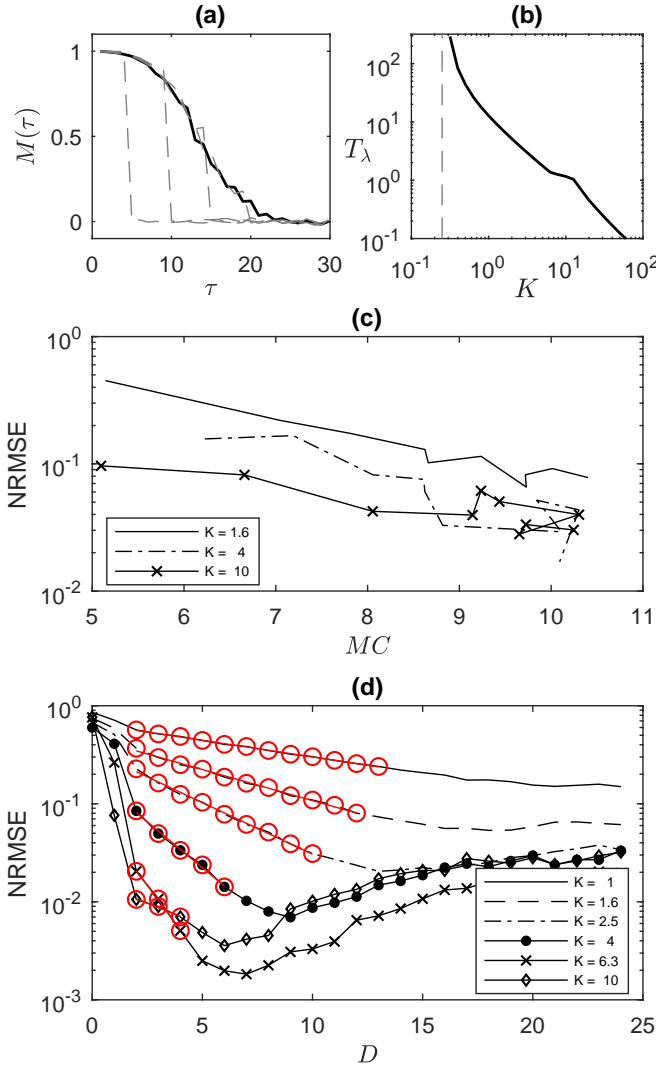 (a)
(b)
1
0.5
0
M(τ)
0
10
20
30
τ
10^2
10^1
10^0
10^-1
T_λ
10^-1
10^0
10^1
10^2
K
(c)
10^0
10^-1
10^-2
NRMSE
K = 1.6
K = 4
K = 10
5
6
7
8
9
10
11
MC
(d)
10^0
10^-1
10^-2
10^-3
NRMSE
K = 1
K = 1.6
K = 2.5
K = 4
K = 6.3
K = 10
0
5
10
15
20
25
D